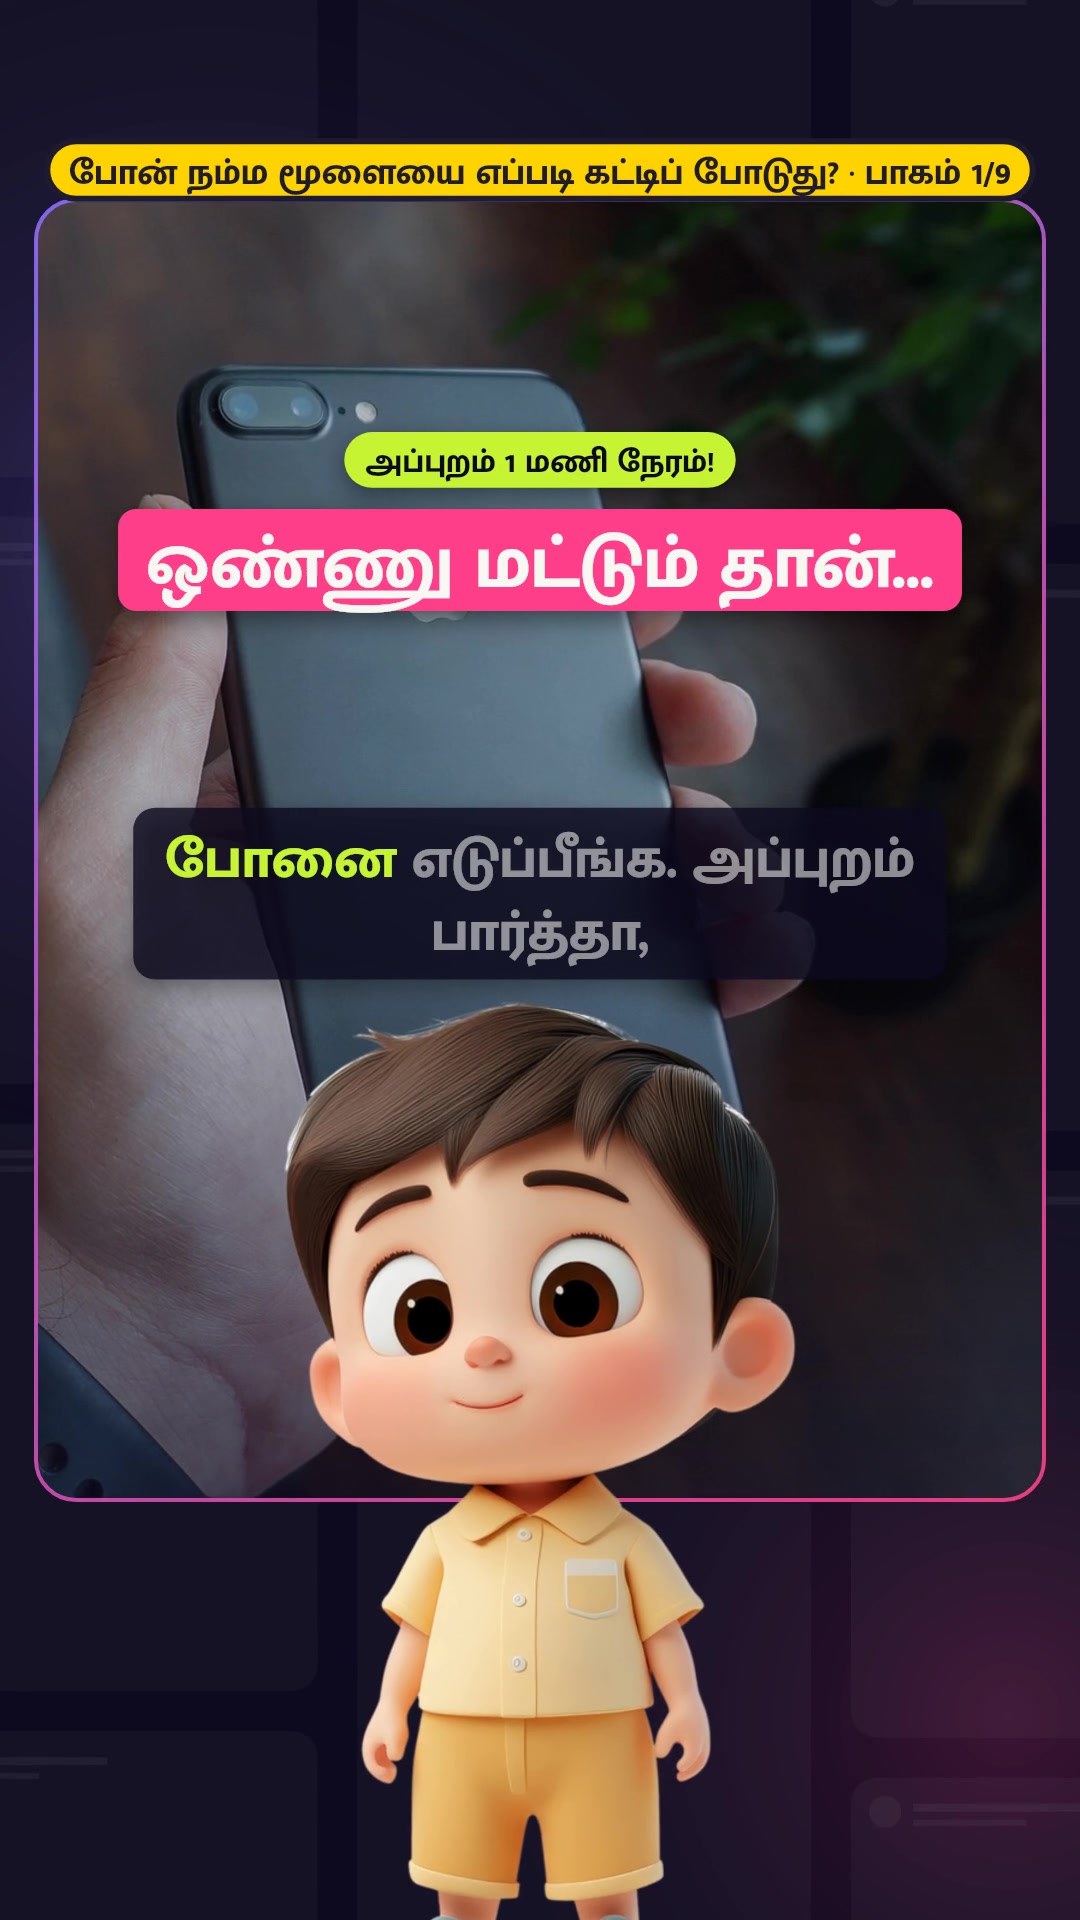 போன் நம்ம மூளையை எப்படி கட்டிப் போடுது? · பாகம் 1/9
அப்புறம் 1 மணி நேரம்!
ஒண்ணு மட்டும் தான்...
போனை எடுப்பீங்க. அப்புறம்
பார்த்தா,